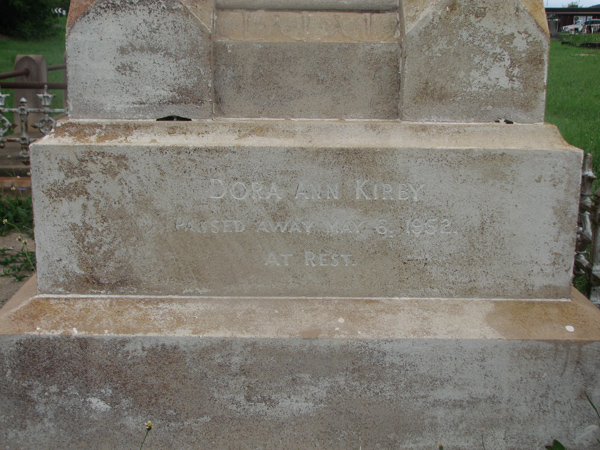 Dora Ann Kirby
Passed away May 6, 1952.
At Rest.